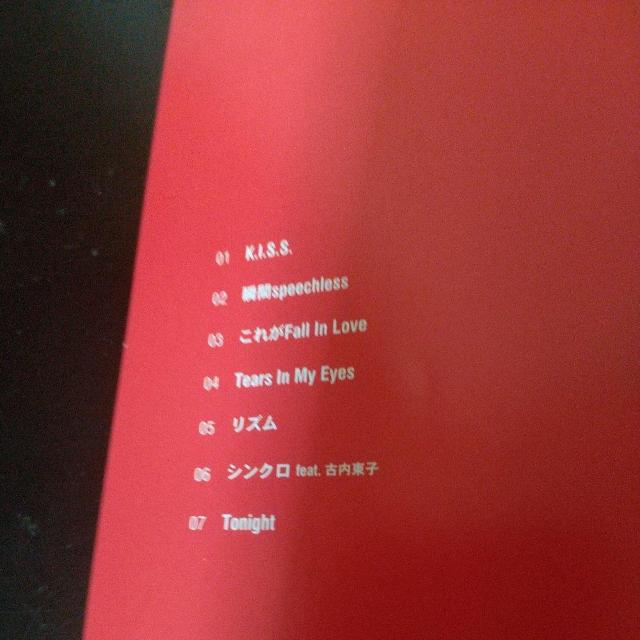 01 K.I.S.S.
02 瞬間speechless
03 これがFall In Love
04 Tears In My Eyes
05 リズム
06 シンクロ feat. 古内東子
07 Tonight